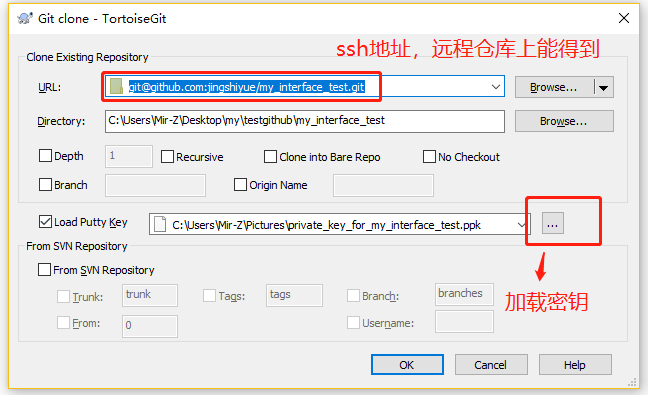 Git clone - TortoiseGit
ssh地址，远程仓库上能得到
Clone Existing Repository
URL: git@github.com:jingshiyue/my_interface_test.git Browse...
Directory: C:\Users\Mir-Z\Desktop\my\testgithub\my_interface_test Browse...
Depth 1 Recursive Clone into Bare Repo No Checkout
Branch Origin Name
Load Putty Key C:\Users\Mir-Z\Pictures\private_key_for_my_interface_test.ppk ...
From SVN Repository
From SVN Repository
加载密钥
Trunk: trunk Tags: tags Branch: branches
From: 0 Username:
OK Cancel Help